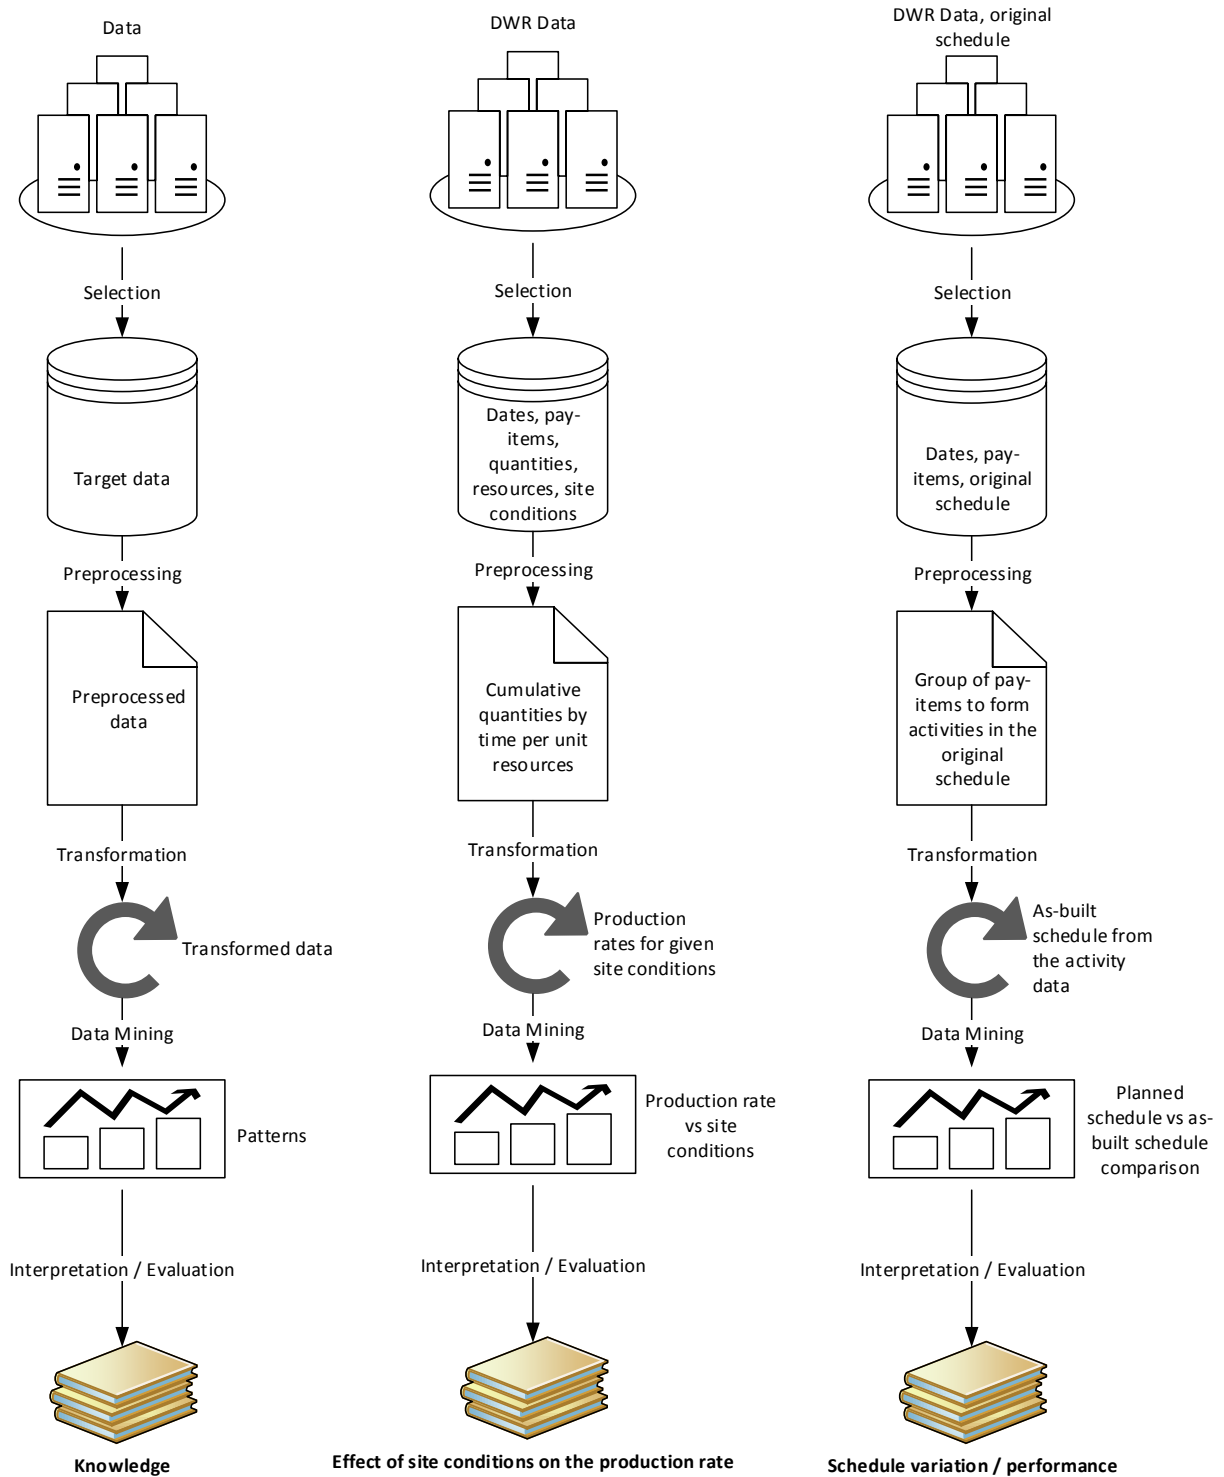 Data
Selection
Target data
Preprocessing
Preprocessed
data
Transformation
Transformed data
Data Mining
Patterns
Interpretation / Evaluation
Knowledge
DWR Data
Selection
Dates, pay-
items,
quantities,
resources, site
conditions
Preprocessing
Cumulative
quantities by
time per unit
resources
Transformation
Production
rates for given
site conditions
Data Mining
Production rate
vs site
conditions
Interpretation / Evaluation
Effect of site conditions on the production rate
DWR Data, original
schedule
Selection
Dates, pay-
items, original
schedule
Preprocessing
Group of pay-
items to form
activities in the
original
schedule
Transformation
As-built
schedule from
the activity
data
Data Mining
Planned
schedule vs as-
built schedule
comparison
Interpretation / Evaluation
Schedule variation / performance